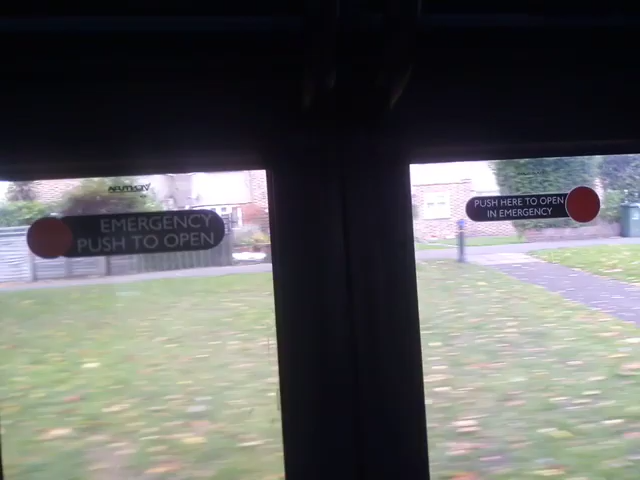 EMERGENCY
PUSH TO OPEN
PUSH HERE TO OPEN
IN EMERGENCY